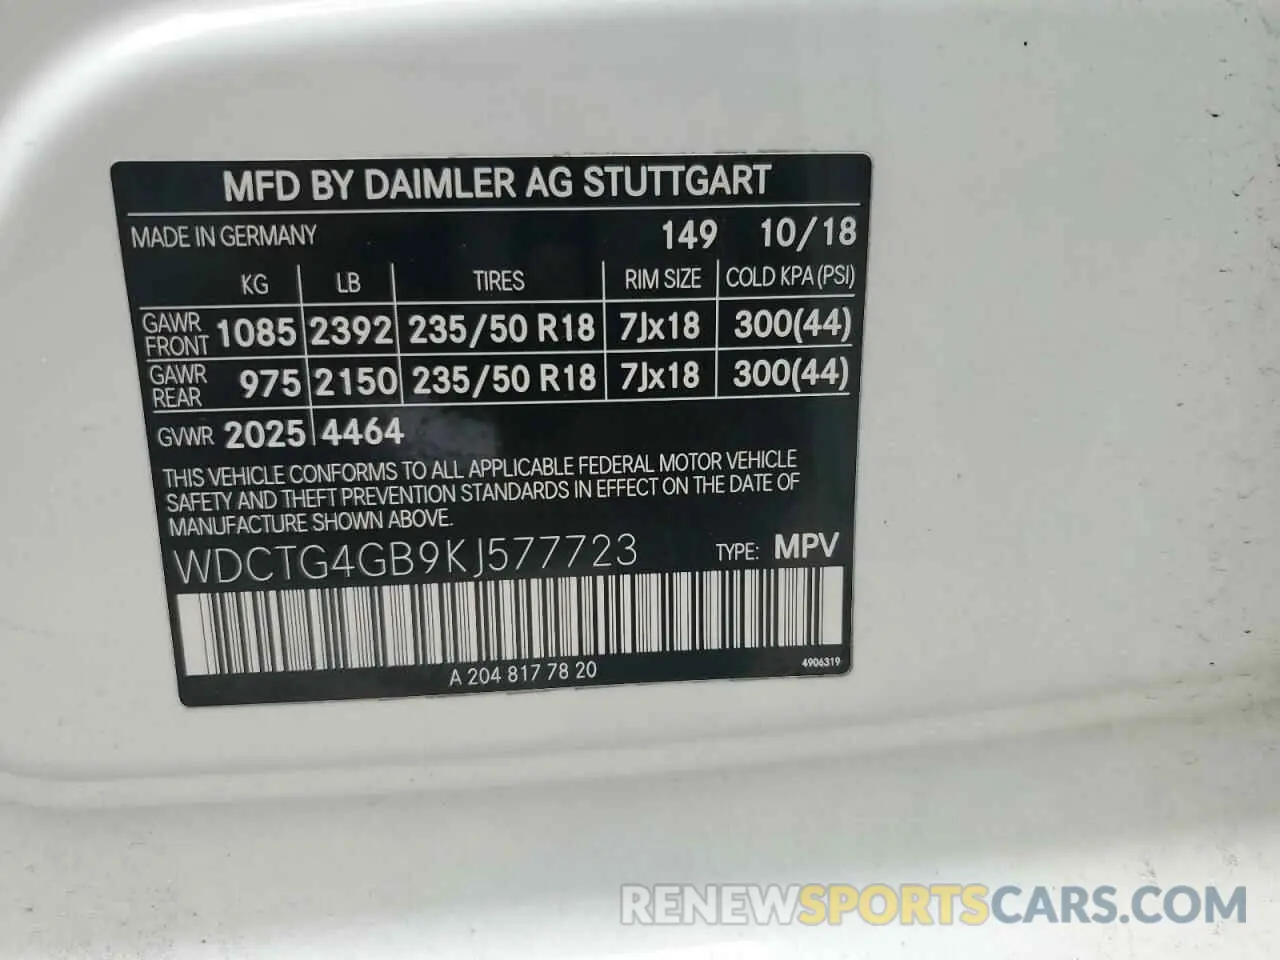 MFD BY DAIMLER AG STUTTGART
MADE IN GERMANY 149 10/18
KG LB TIRES RIM SIZE COLD KPA (PSI)
GAWR FRONT 1085 2392 235/50 R18 7Jx18 300(44)
GAWR REAR 975 2150 235/50 R18 7Jx18 300(44)
GVWR 2025 4464
THIS VEHICLE CONFORMS TO ALL APPLICABLE FEDERAL MOTOR VEHICLE
SAFETY AND THEFT PREVENTION STANDARDS IN EFFECT ON THE DATE OF
MANUFACTURE SHOWN ABOVE.
WDCTG4GB9KJ577723 TYPE: MPV
A 204 817 78 20 4906319
RENEWSPORTSCARS.COM